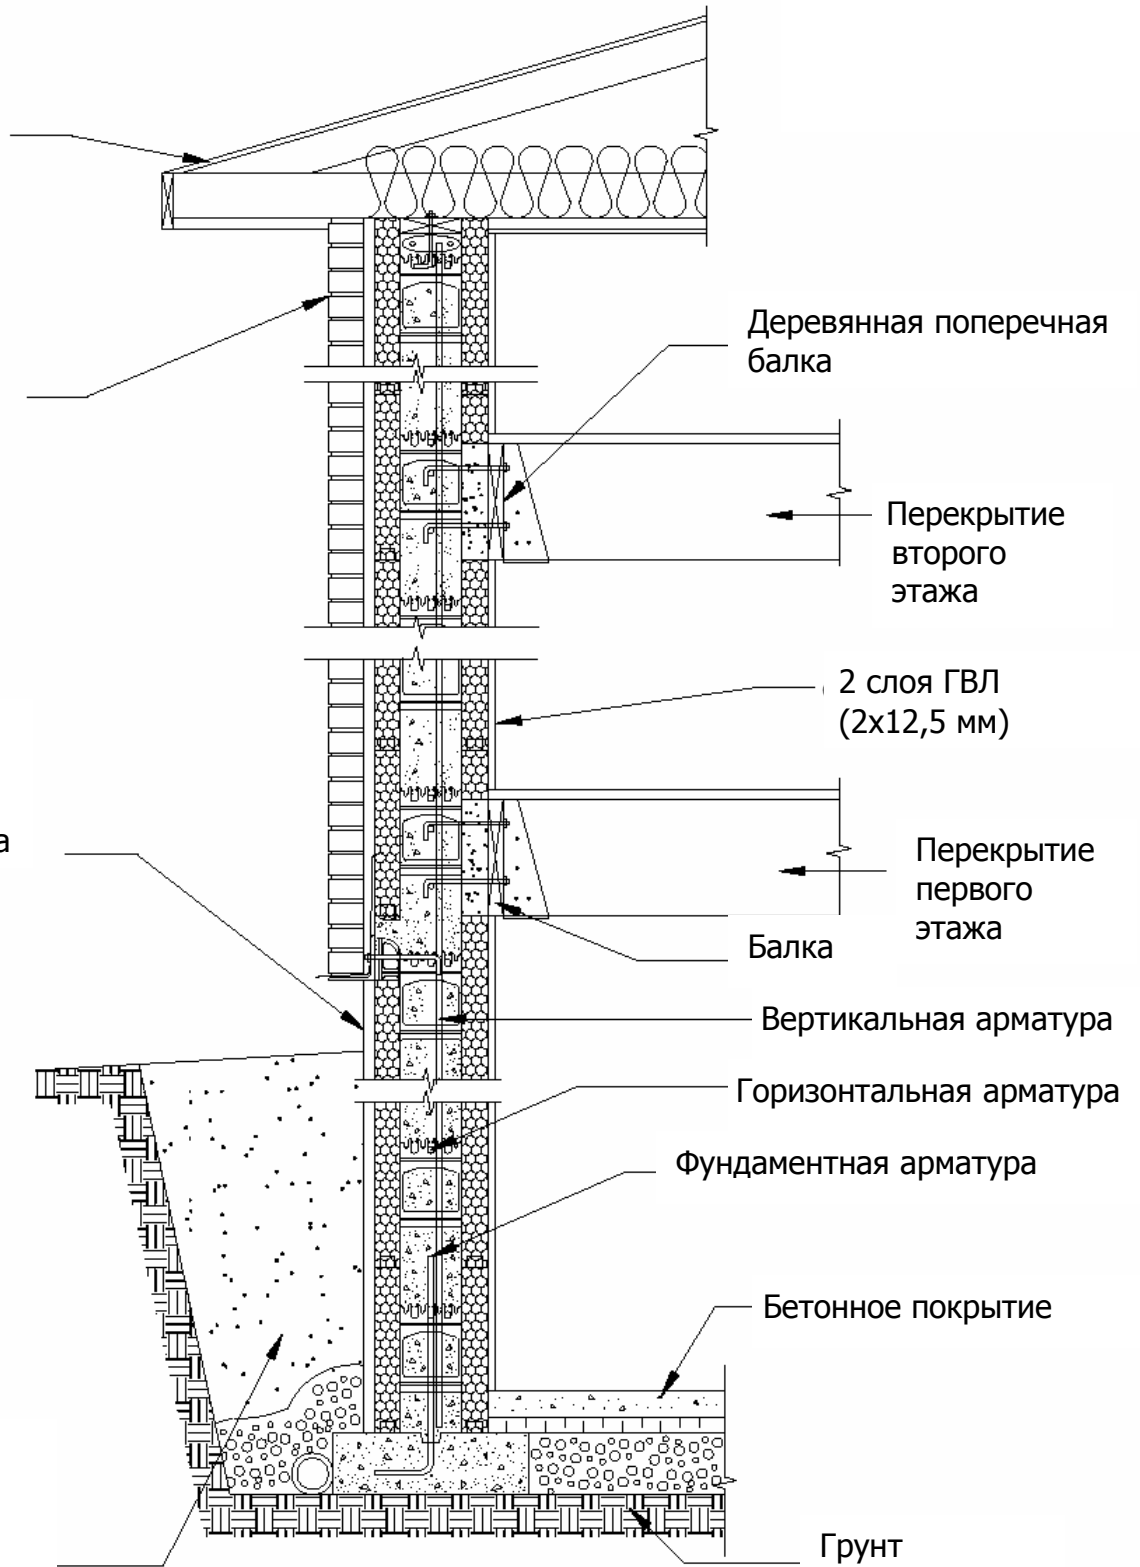 Деревянная поперечная
балка
Перекрытие
второго
этажа
2 слоя ГВЛ
(2х12,5 мм)
а
Перекрытие
первого
этажа
Балка
Вертикальная арматура
Горизонтальная арматура
Фундаментная арматура
Бетонное покрытие
Грунт